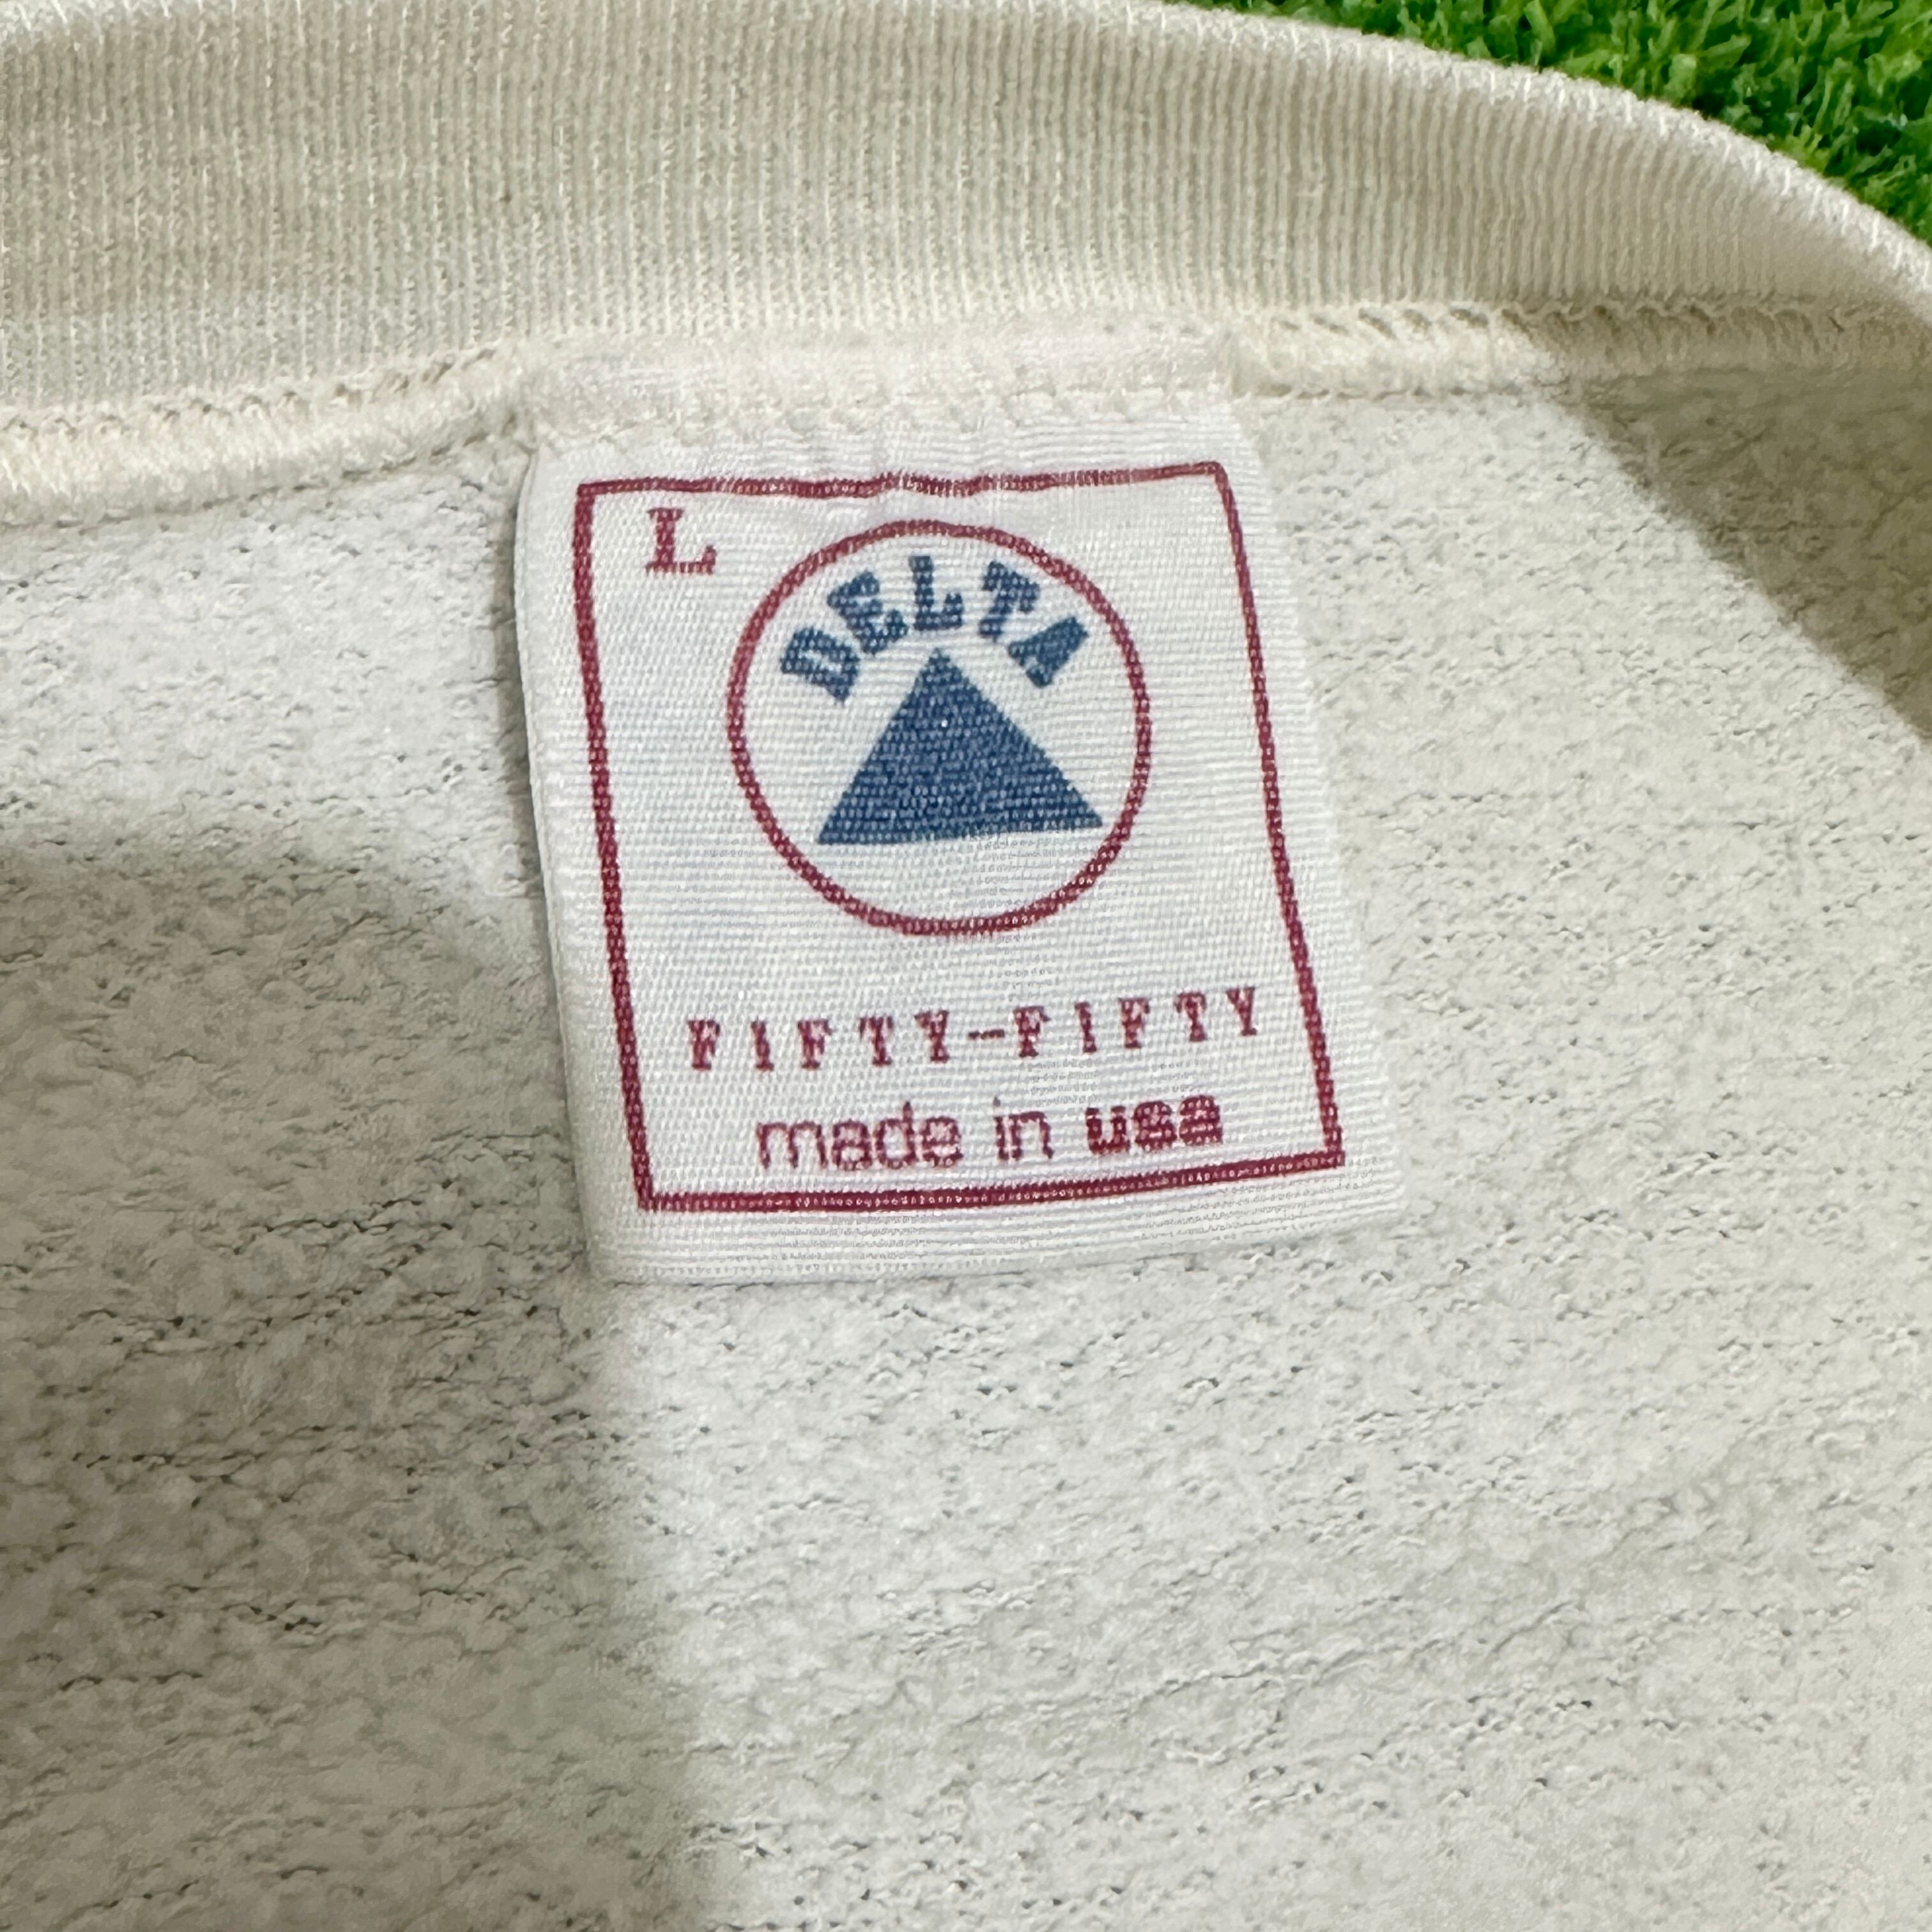 L
DELTA
FIFTY-FIFTY
made in usa